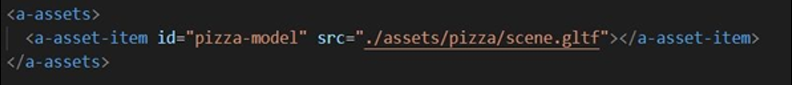 <a-assets>
<a-asset-item id="pizza-model" src="./assets/pizza/scene.gltf"></a-asset-item>
</a-assets>